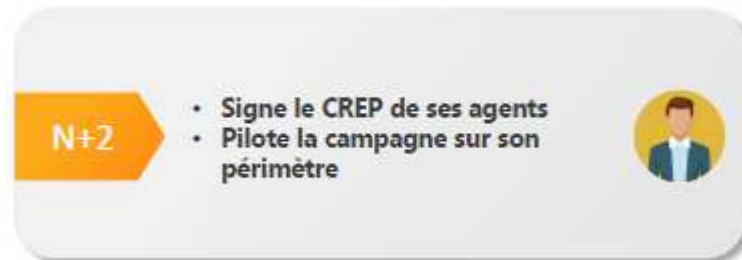 N+2
• Signe le CREP de ses agents
• Pilote la campagne sur son
périmètre